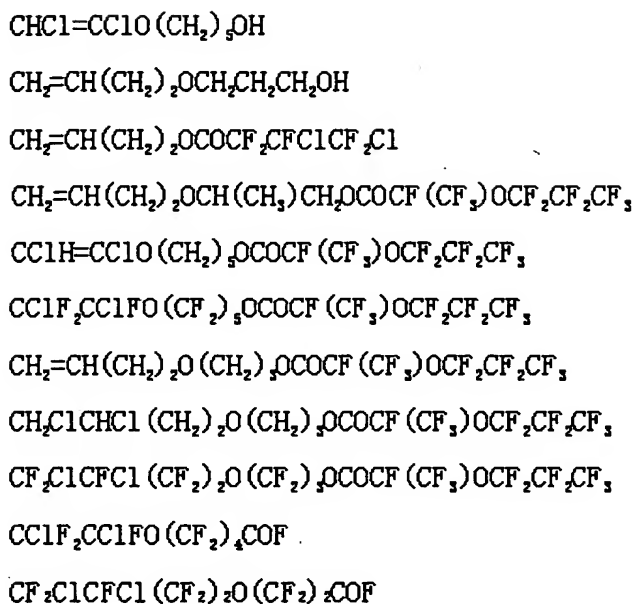 CHCl=CClO(CH₂)₅OH
CH₂=CH(CH₂)₂OCH₂CH₂CH₂OH
CH₂=CH(CH₂)₂OCOCF₂CFClCF₂Cl
CH₂=CH(CH₂)₂OCH(CH₃)CH₂OCOCF(CF₃)OCF₂CF₂CF₃
CClH=CClO(CH₂)₅OCOCF(CF₃)OCF₂CF₂CF₃
CClF₂CClFO(CF₂)₅OCOCF(CF₃)OCF₂CF₂CF₃
CH₂=CH(CH₂)₂O(CH₂)₃OCOCF(CF₃)OCF₂CF₂CF₃
CH₂ClCHCl(CH₂)₂O(CH₂)₃OCOCF(CF₃)OCF₂CF₂CF₃
CF₂ClCFCl(CF₂)₂O(CF₂)₃OCOCF(CF₃)OCF₂CF₂CF₃
CClF₂CClFO(CF₂)₄COF
CF₂ClCFCl(CF₂)₂O(CF₂)₂COF